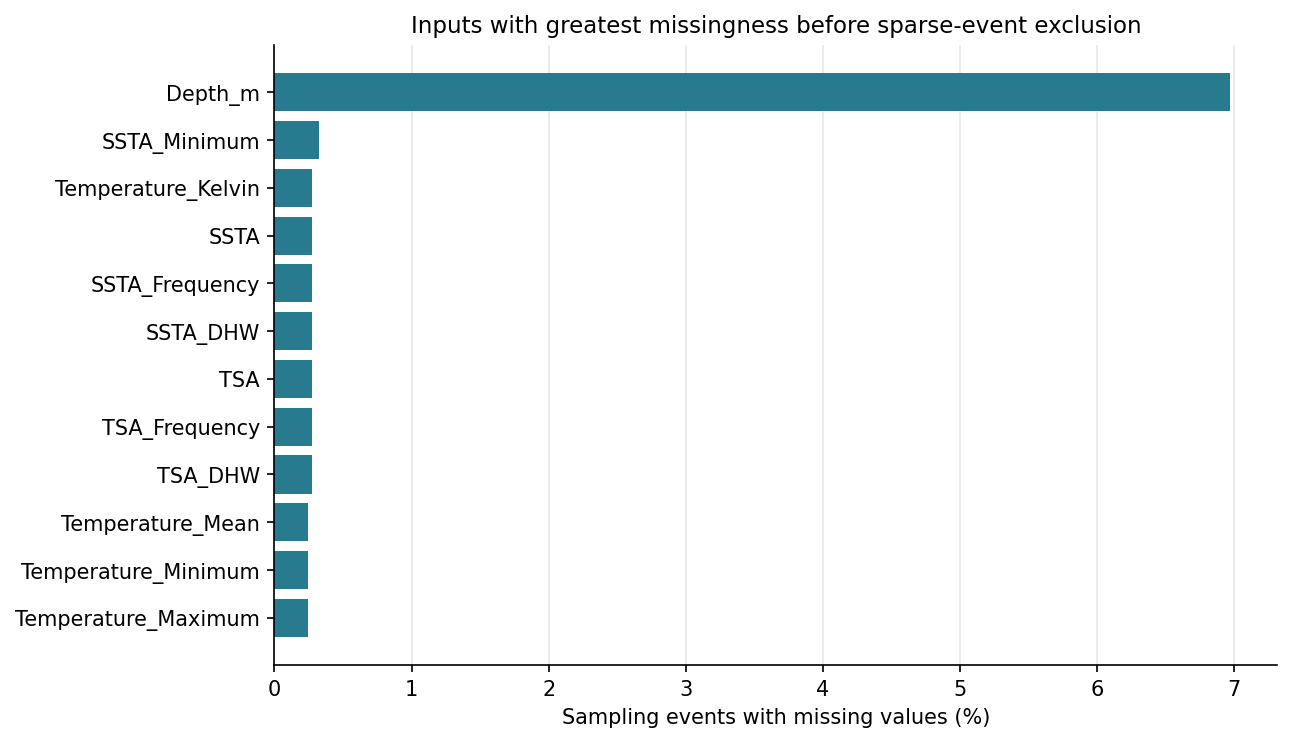 Inputs with greatest missingness before sparse-event exclusion
Depth_m
SSTA_Minimum
Temperature_Kelvin
SSTA
SSTA_Frequency
SSTA_DHW
TSA
TSA_Frequency
TSA_DHW
Temperature_Mean
Temperature_Minimum
Temperature_Maximum
0 1 2 3 4 5 6 7
Sampling events with missing values (%)